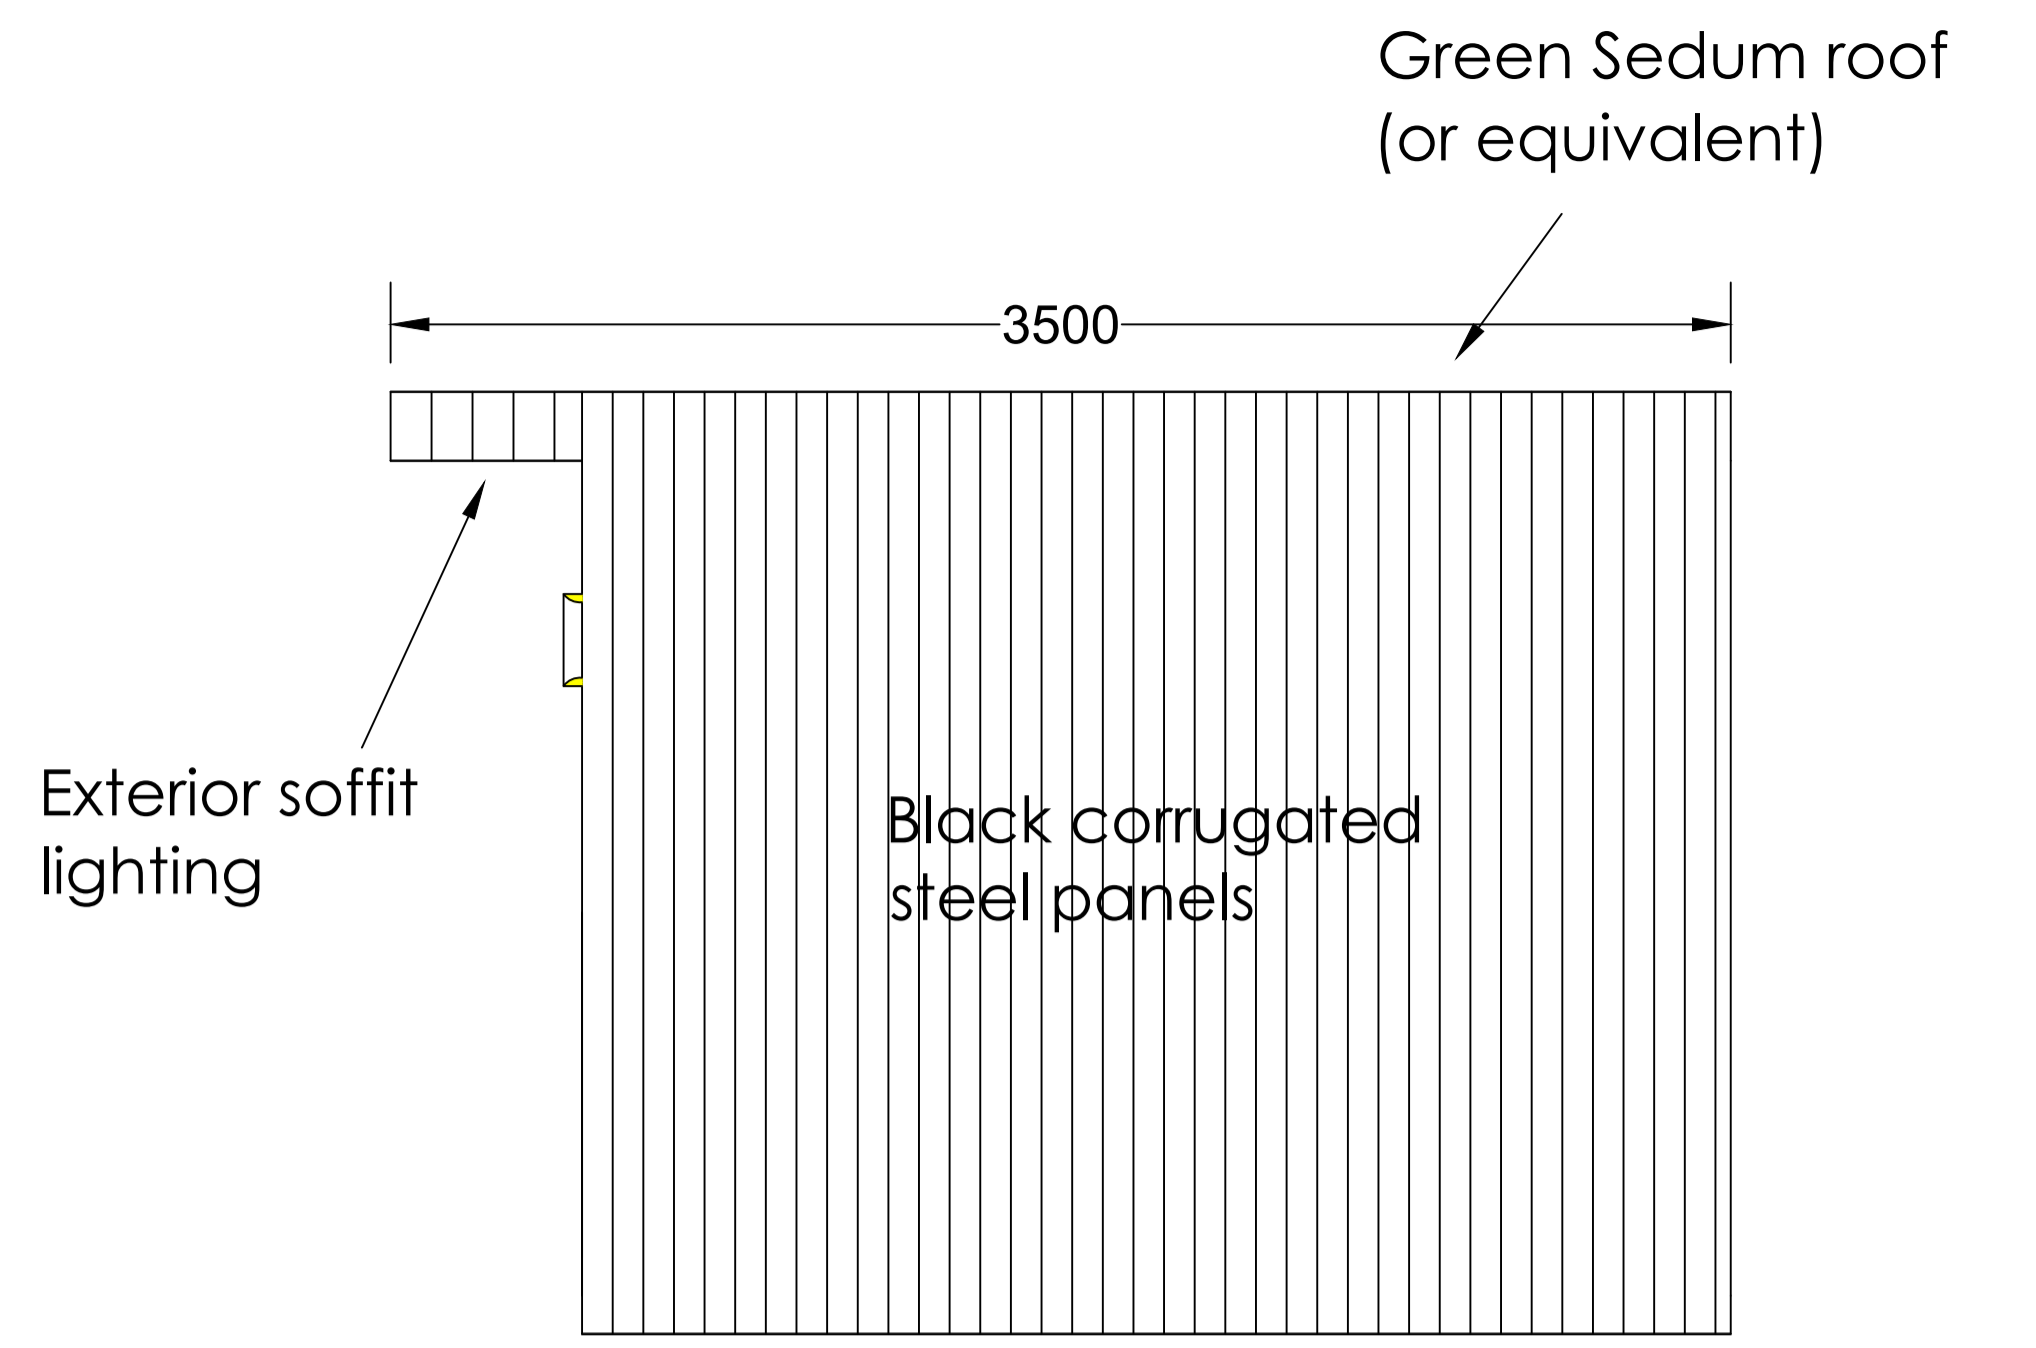 Green Sedum roof
(or equivalent)
3500
Exterior soffit
lighting
Black corrugated
steel panels